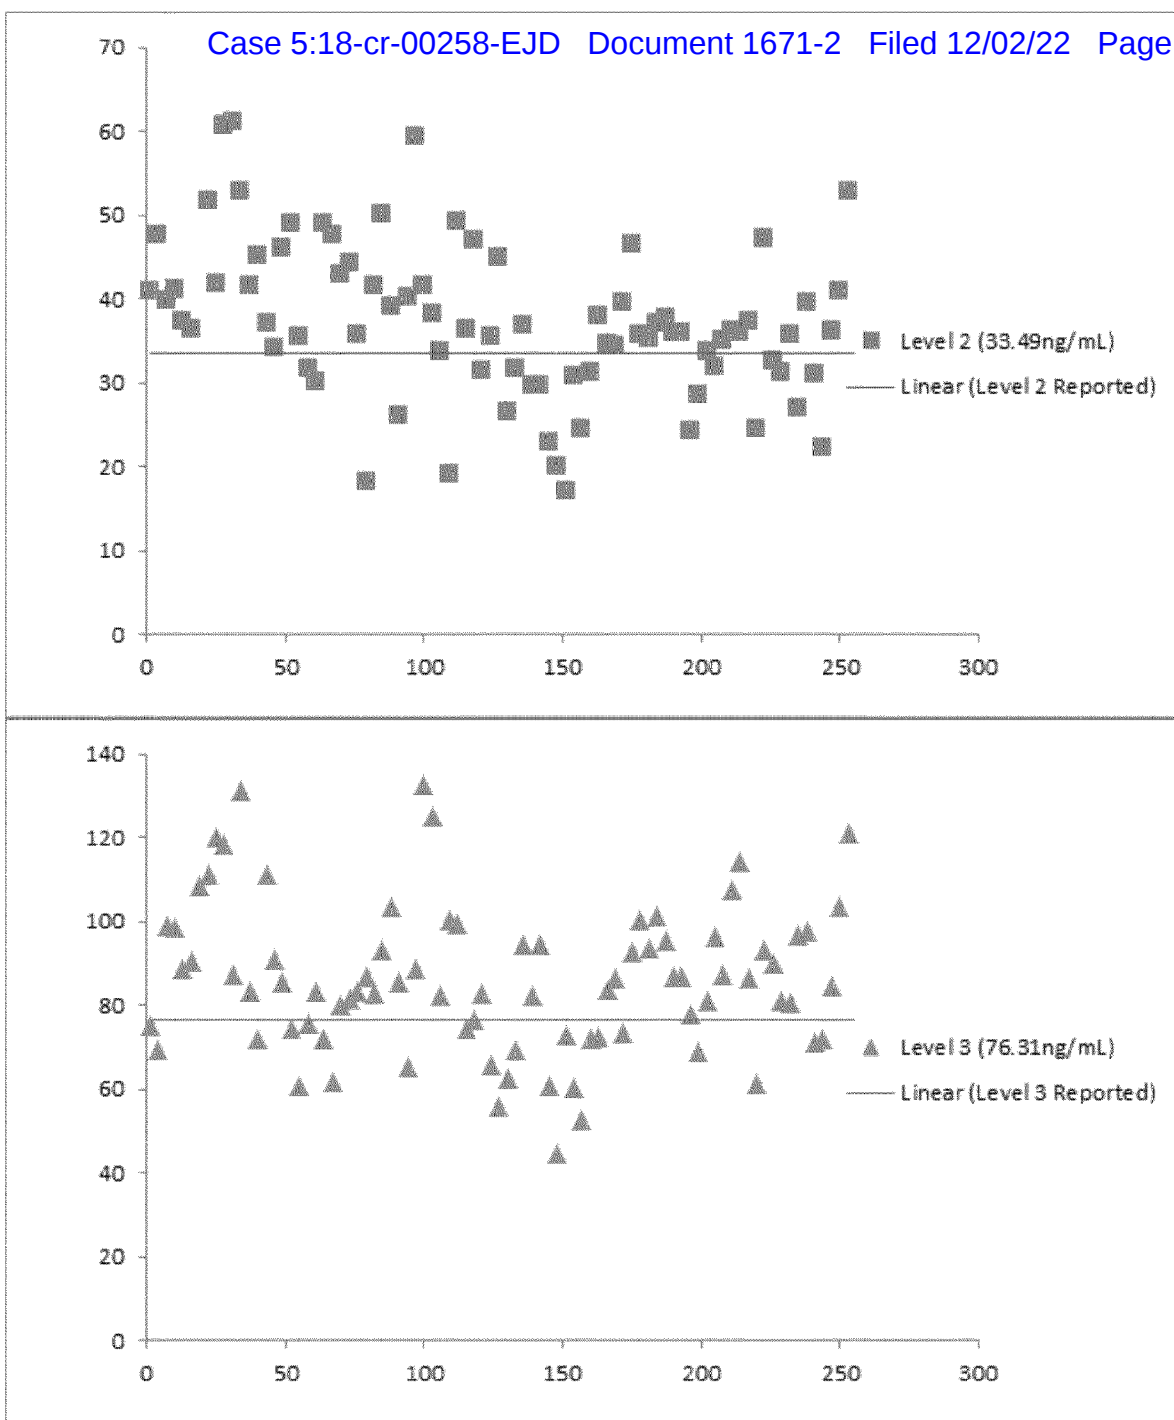 Case 5:18-cr-00258-EJD Document 1671-2 Filed 12/02/22 Page
70
60
50
40
30
20
10
0
0 50 100 150 200 250 300
Level 2 (33.49ng/mL)
Linear (Level 2 Reported)
140
120
100
80
60
40
20
0
0 50 100 150 200 250 300
Level 3 (76.31ng/mL)
Linear (Level 3 Reported)